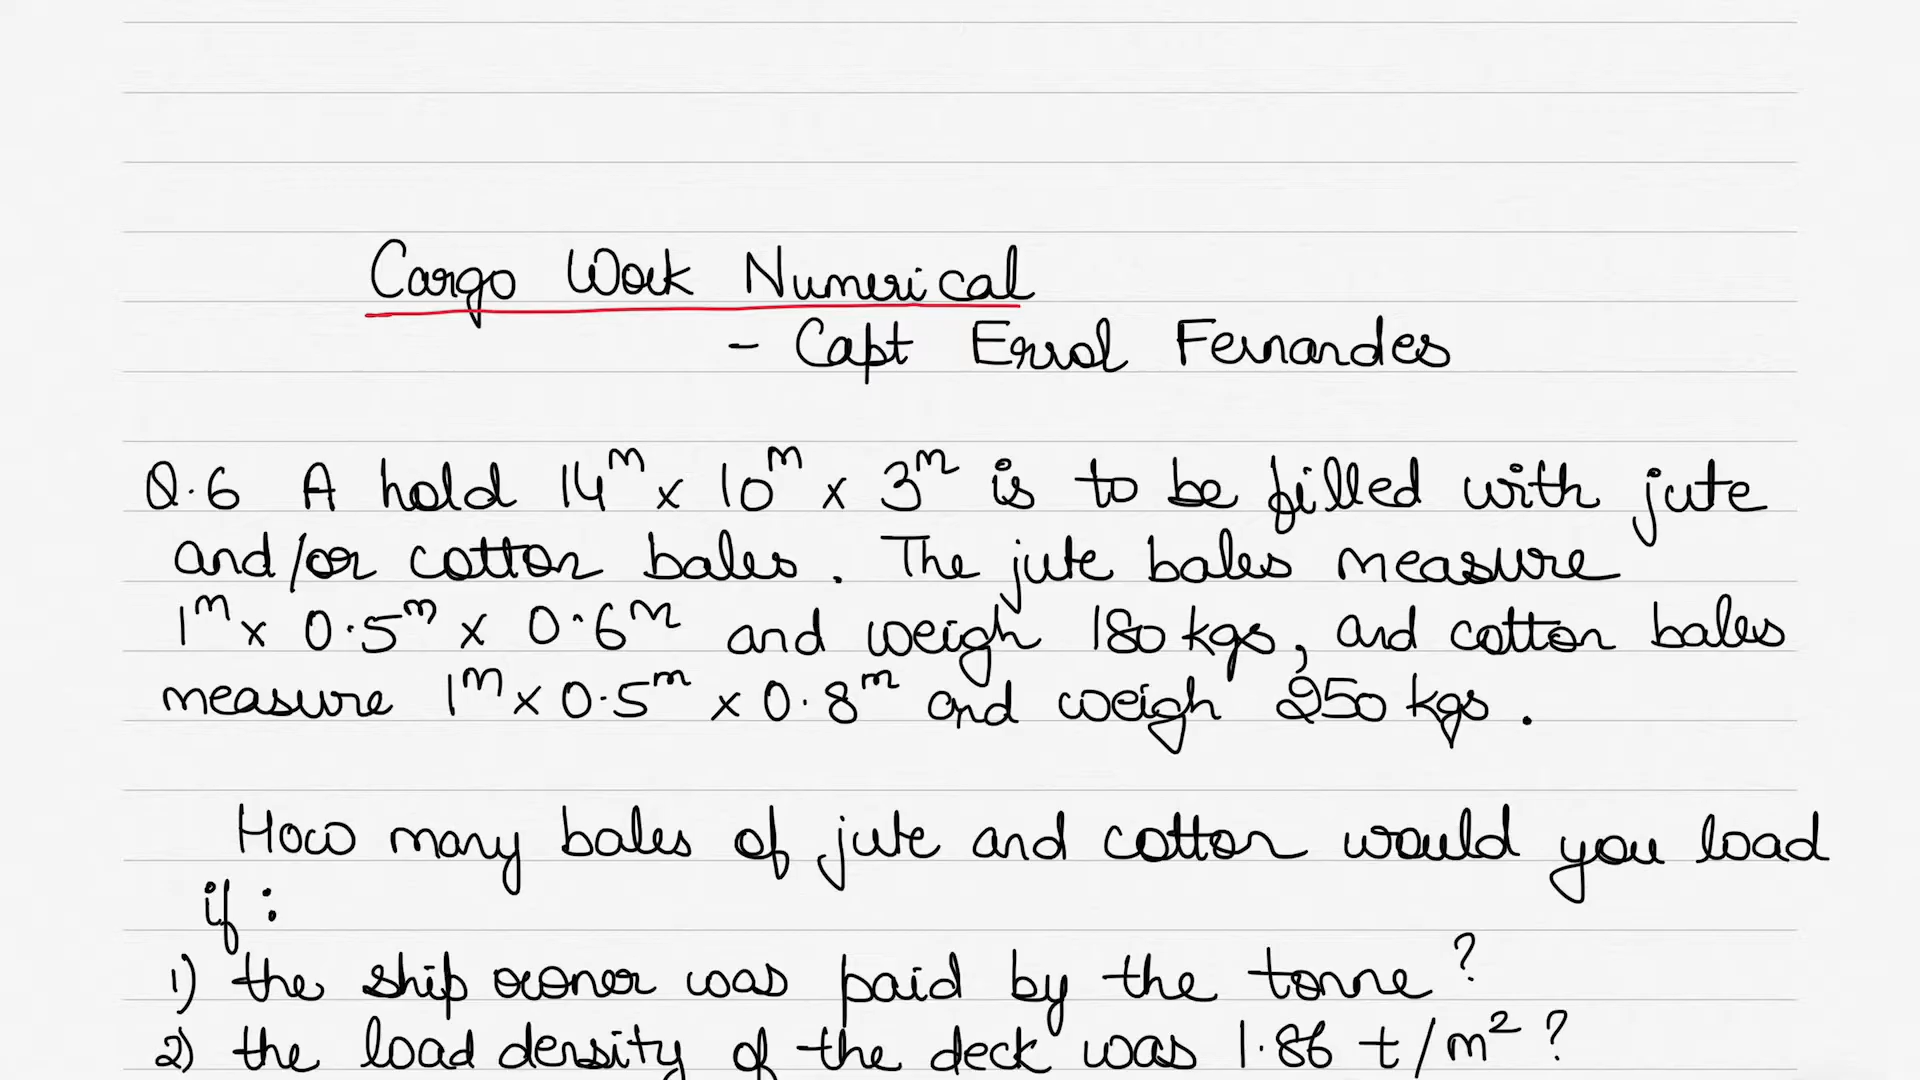 Cargo Work Numerical
- Capt Errol Fernandes
Q.6 A hold 14ᵐ x 10ᵐ x 3ᵐ is to be filled with jute
and/or cotton bales. The jute bales measure
1ᵐ x 0.5ᵐ x 0.6ᵐ and weigh 180 kgs, and cotton bales
measure 1ᵐ x 0.5ᵐ x 0.8ᵐ and weigh 250 kgs.
How many bales of jute and cotton would you load
if:
1) the ship owner was paid by the tonne?
2) the load density of the deck was 1.86 t/m²?